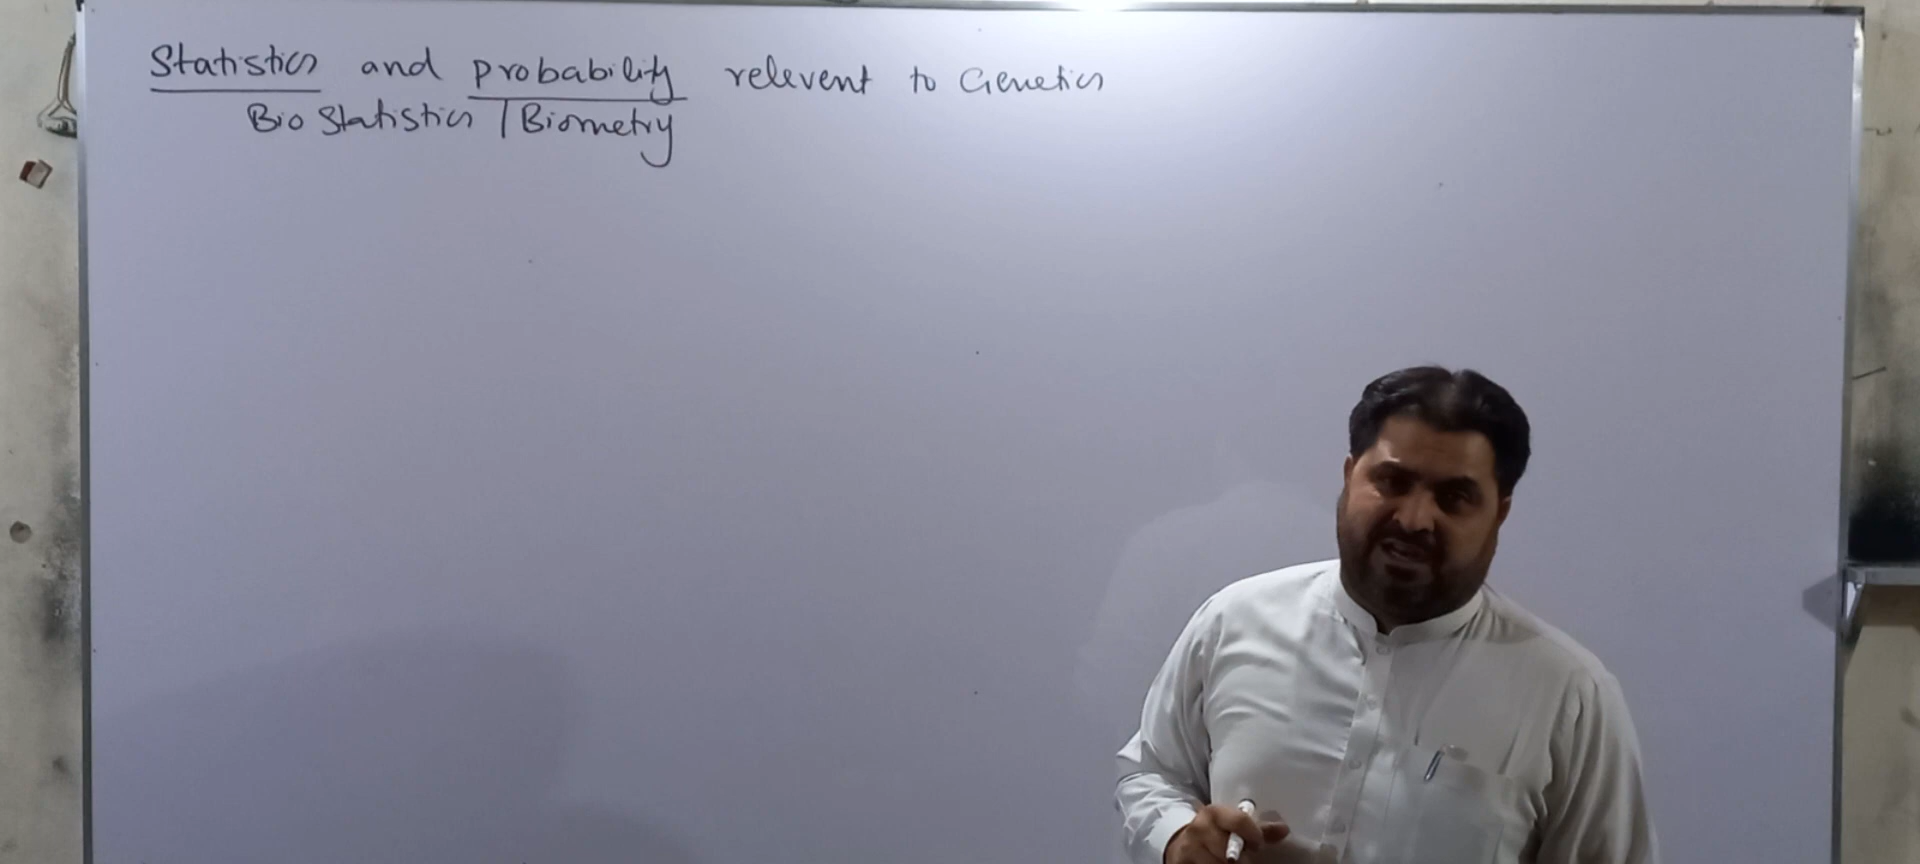 Statistics and probability relevent to Genetics
Bio Statistics / Biometry